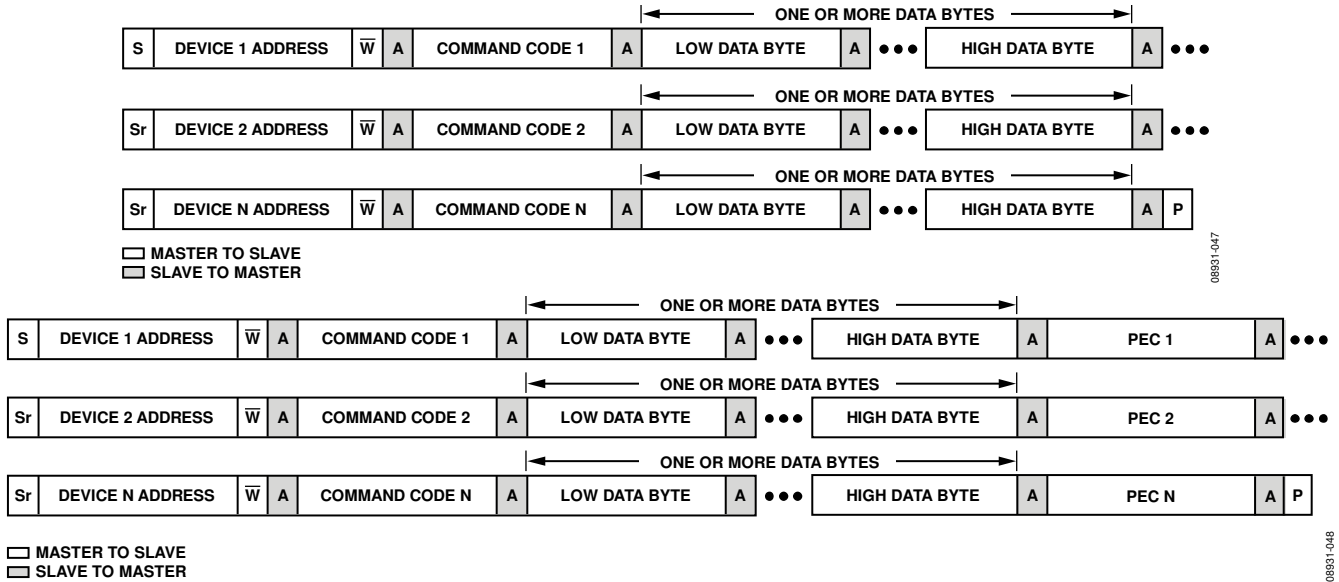 ONE OR MORE DATA BYTES
S DEVICE 1 ADDRESS W̅ A COMMAND CODE 1 A LOW DATA BYTE A ••• HIGH DATA BYTE A •••
ONE OR MORE DATA BYTES
Sr DEVICE 2 ADDRESS W̅ A COMMAND CODE 2 A LOW DATA BYTE A ••• HIGH DATA BYTE A •••
ONE OR MORE DATA BYTES
Sr DEVICE N ADDRESS W̅ A COMMAND CODE N A LOW DATA BYTE A ••• HIGH DATA BYTE A P
MASTER TO SLAVE
SLAVE TO MASTER
08931-047
ONE OR MORE DATA BYTES
S DEVICE 1 ADDRESS W̅ A COMMAND CODE 1 A LOW DATA BYTE A ••• HIGH DATA BYTE A PEC 1 A •••
ONE OR MORE DATA BYTES
Sr DEVICE 2 ADDRESS W̅ A COMMAND CODE 2 A LOW DATA BYTE A ••• HIGH DATA BYTE A PEC 2 A •••
ONE OR MORE DATA BYTES
Sr DEVICE N ADDRESS W̅ A COMMAND CODE N A LOW DATA BYTE A ••• HIGH DATA BYTE A PEC N A P
MASTER TO SLAVE
SLAVE TO MASTER
08931-048